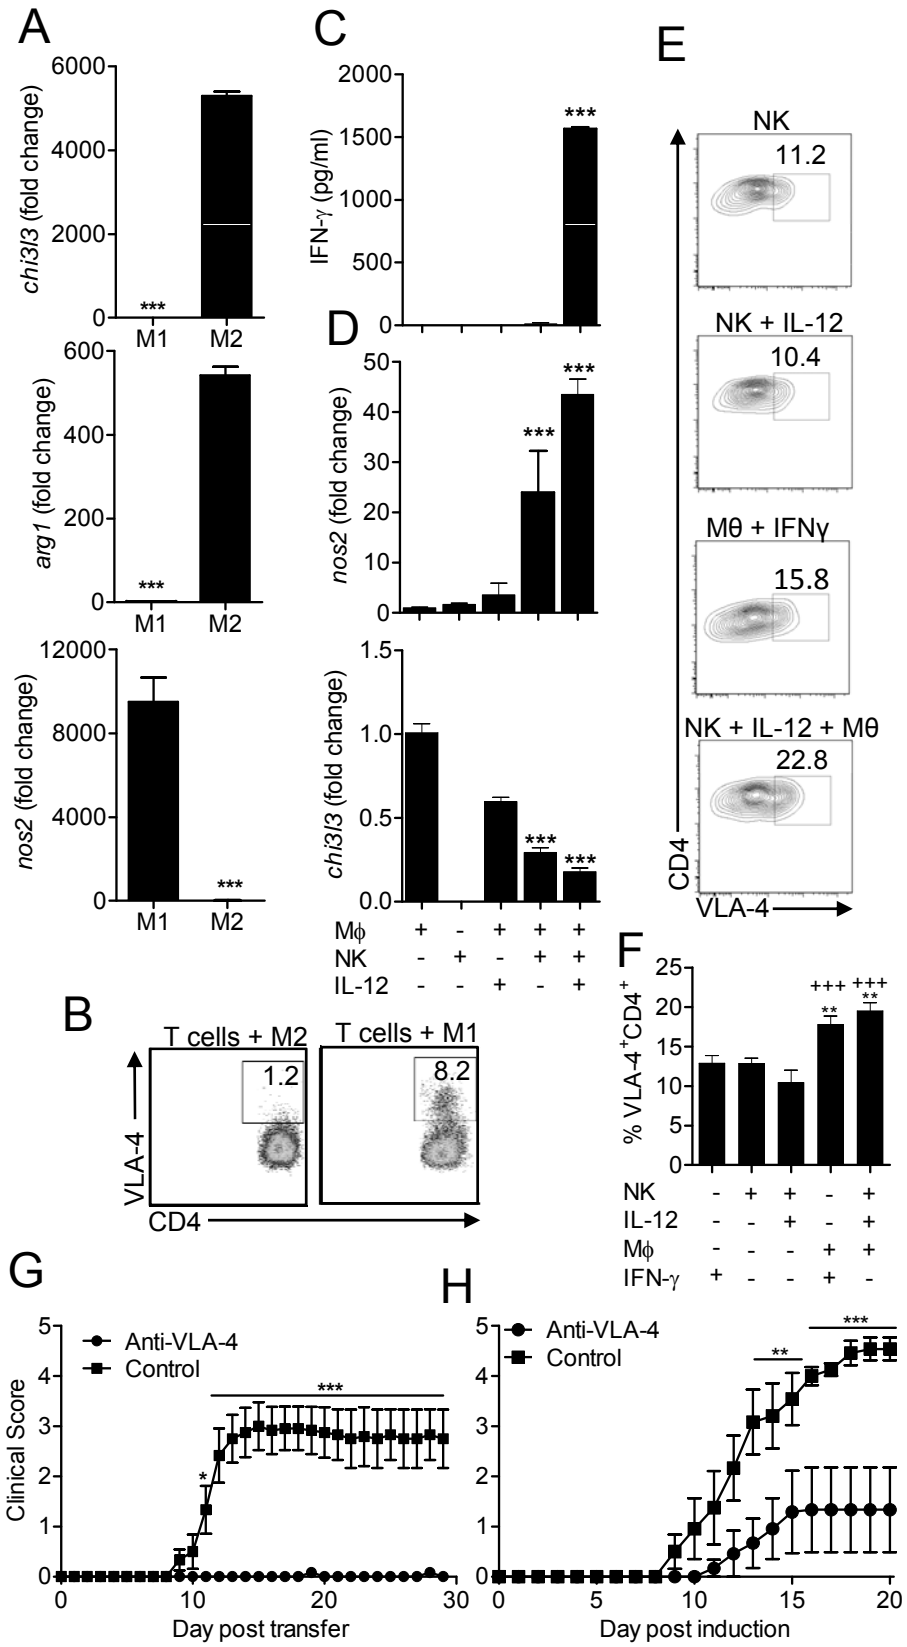 A
6000
4000
2000
0
chi3l3 (fold change)
***
M1 M2
600
400
200
0
arg1 (fold change)
***
M1 M2
12000
8000
4000
0
nos2 (fold change)
***
M1 M2
C
2000
1500
1000
500
0
IFN-γ (pg/ml)
***
D
50
40
30
20
10
0
nos2 (fold change)
***
***
1.5
1.0
0.5
0.0
chi3l3 (fold change)
***
***
Mϕ + - + + +
NK - + - + +
IL-12 - - + - +
E
NK
11.2
NK + IL-12
10.4
Mθ + IFNγ
15.8
NK + IL-12 + Mθ
22.8
CD4
VLA-4
B
T cells + M2
1.2
T cells + M1
8.2
VLA-4
CD4
F
25
20
15
10
5
0
% VLA-4+CD4+
+++ +++
** **
NK - + + - +
IL-12 - - + - +
Mϕ - - - + +
IFN-γ + - - + -
G
5
4
3
2
1
0
Clinical Score
Anti-VLA-4
Control
***
*
0 10 20 30
Day post transfer
H
5
4
3
2
1
0
Anti-VLA-4
Control
**
***
0 5 10 15 20
Day post induction